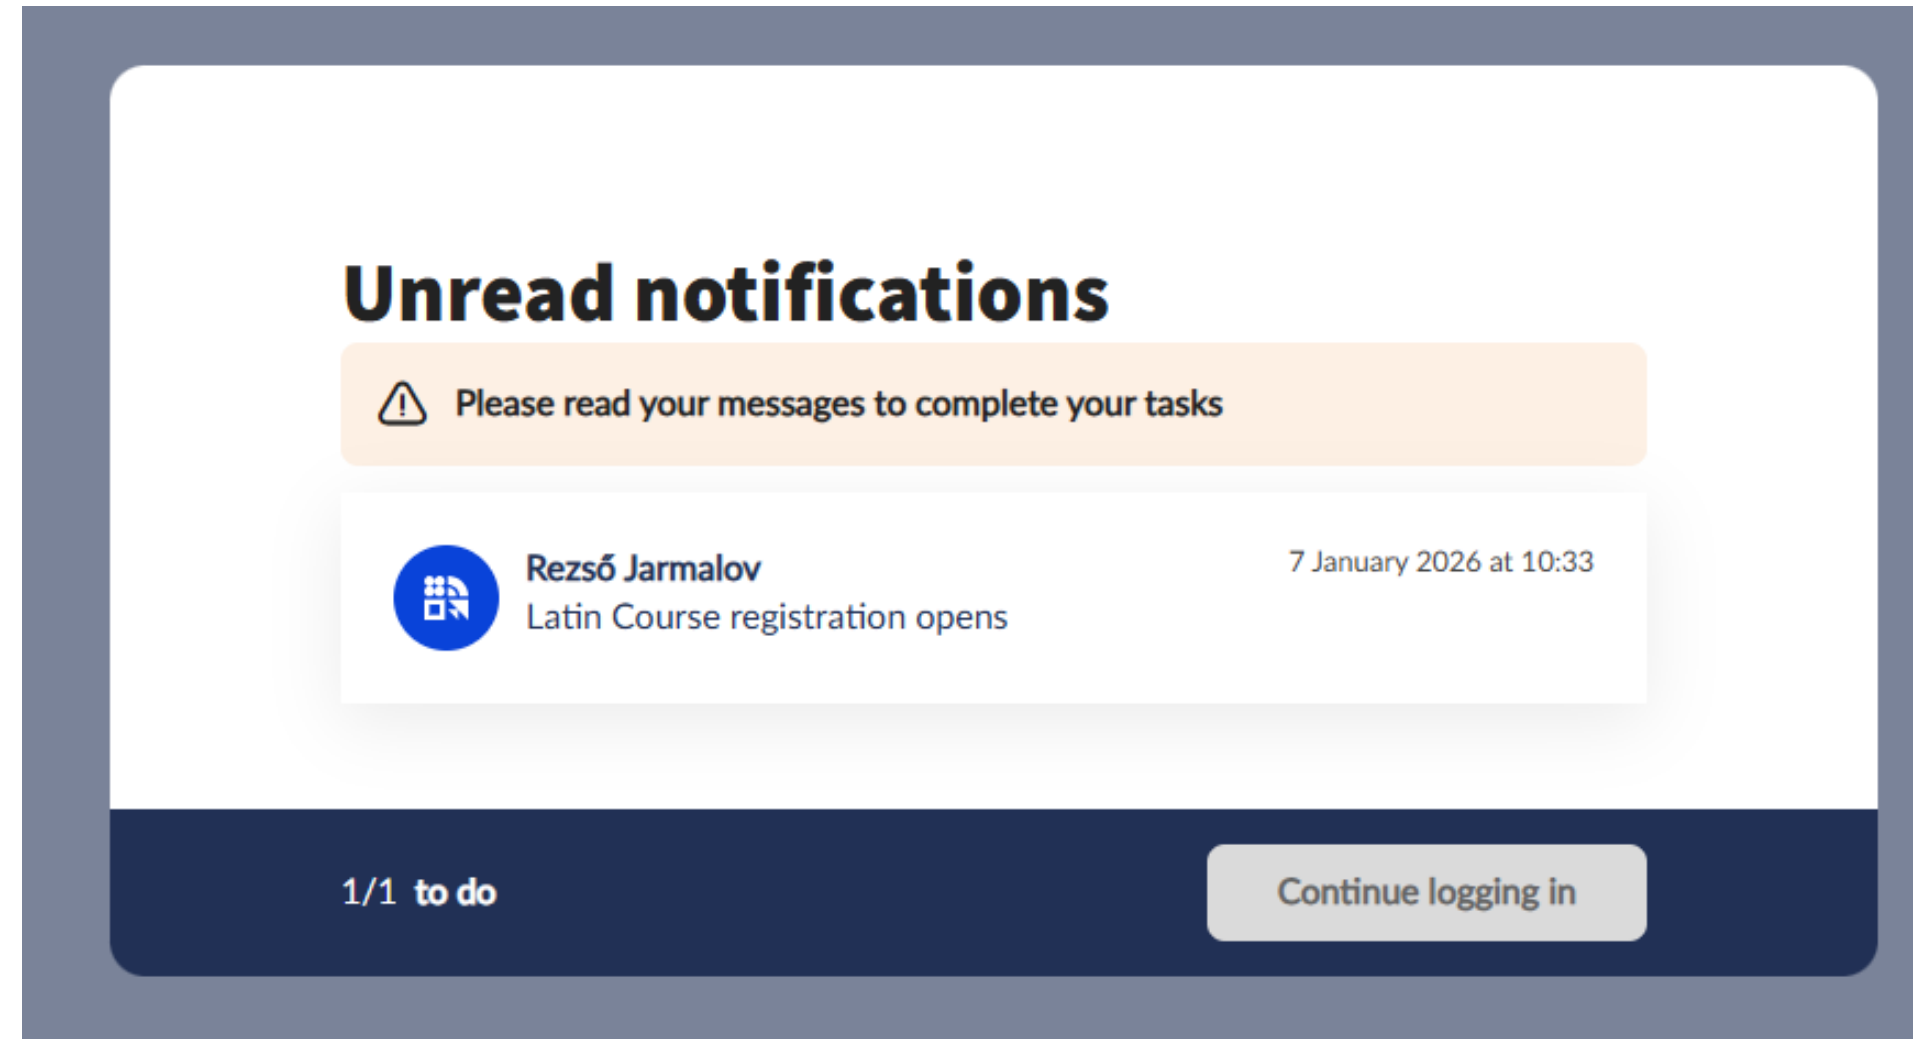 Unread notifications
Please read your messages to complete your tasks
Rezső Jarmalov
7 January 2026 at 10:33
Latin Course registration opens
1/1 to do
Continue logging in